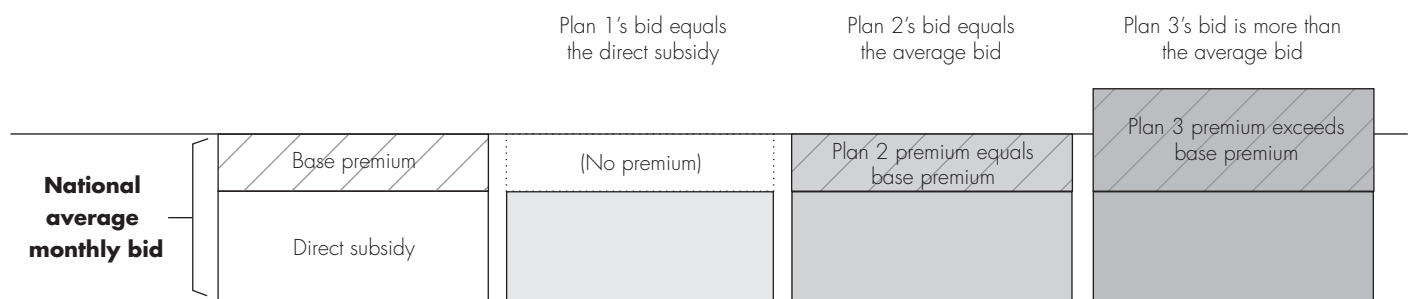 Plan 1's bid equals
the direct subsidy
Plan 2's bid equals
the average bid
Plan 3's bid is more than
the average bid
National
average
monthly bid
Base premium
Direct subsidy
(No premium)
Plan 2 premium equals
base premium
Plan 3 premium exceeds
base premium